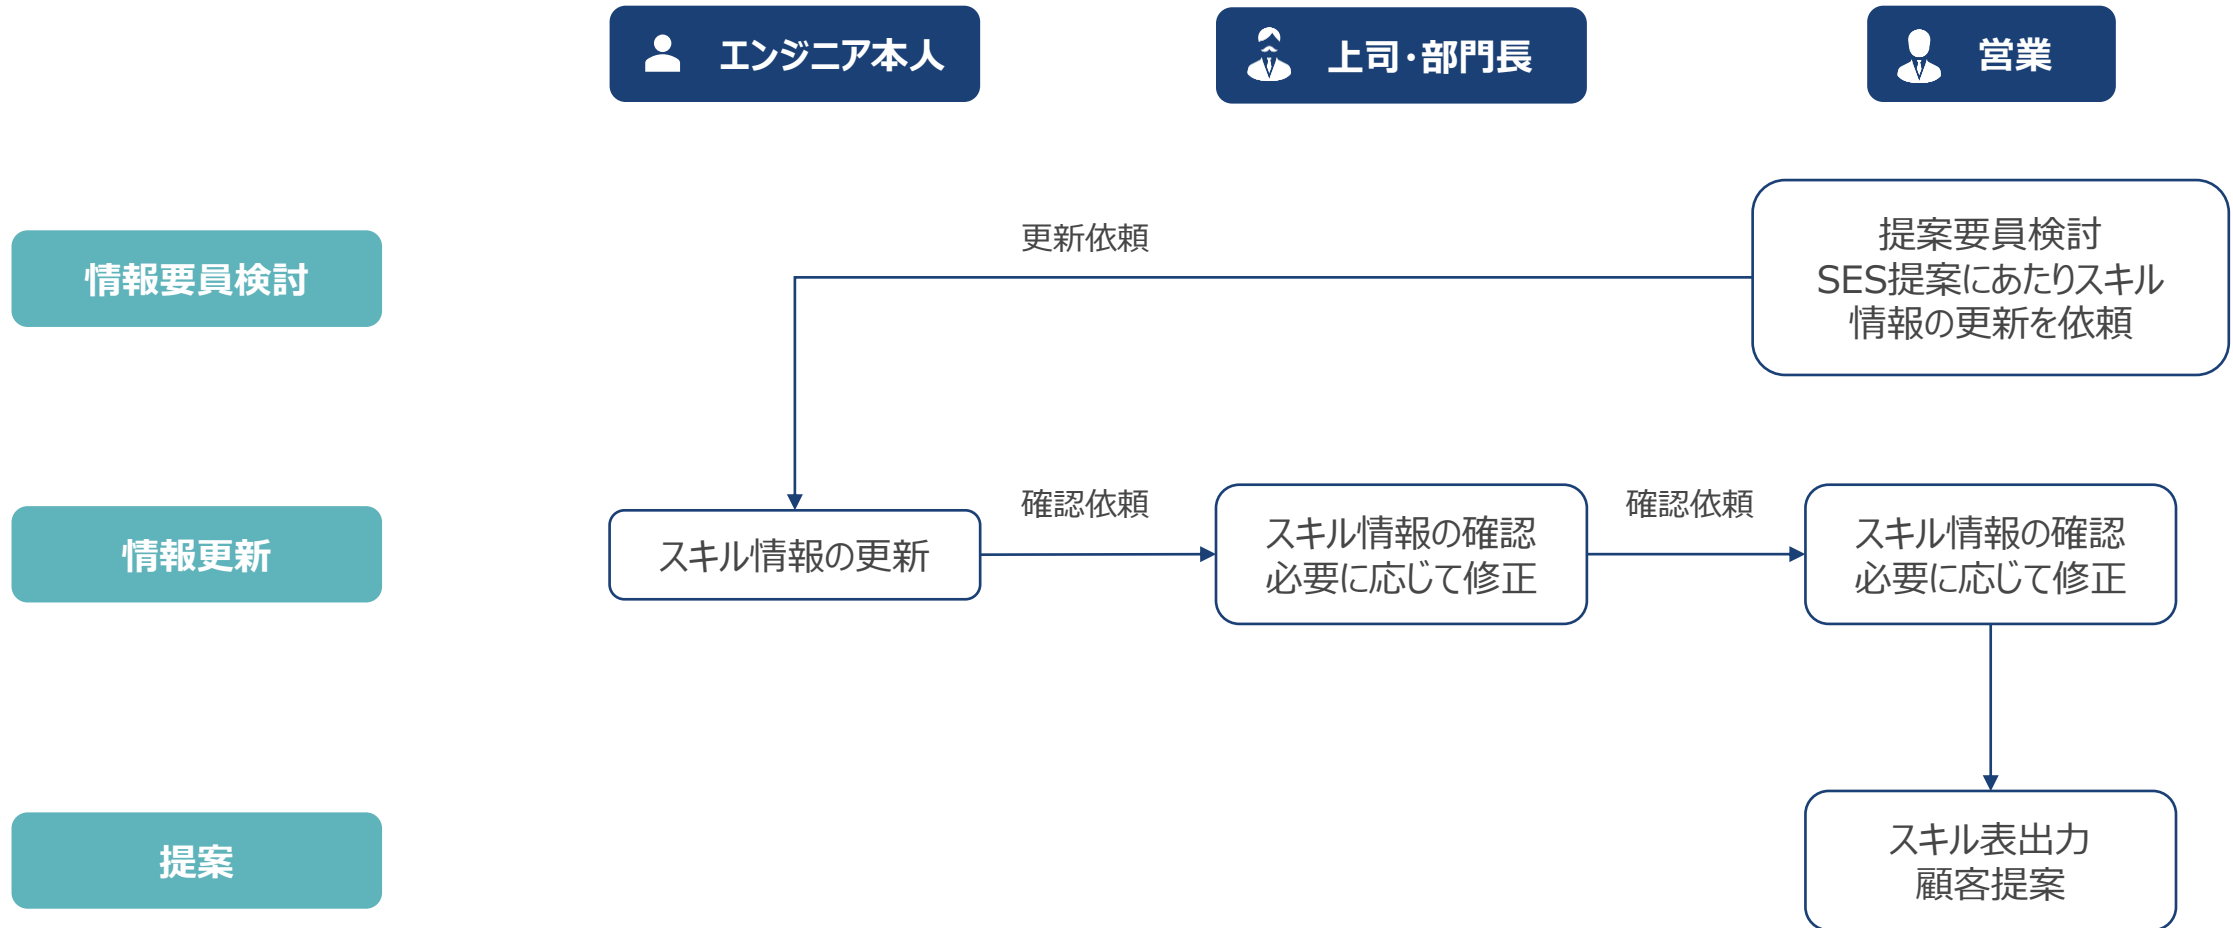 エンジニア本人
上司・部門長
営業
情報要員検討
更新依頼
提案要員検討
SES提案にあたりスキル
情報の更新を依頼
情報更新
スキル情報の更新
確認依頼
スキル情報の確認
必要に応じて修正
確認依頼
スキル情報の確認
必要に応じて修正
提案
スキル表出力
顧客提案